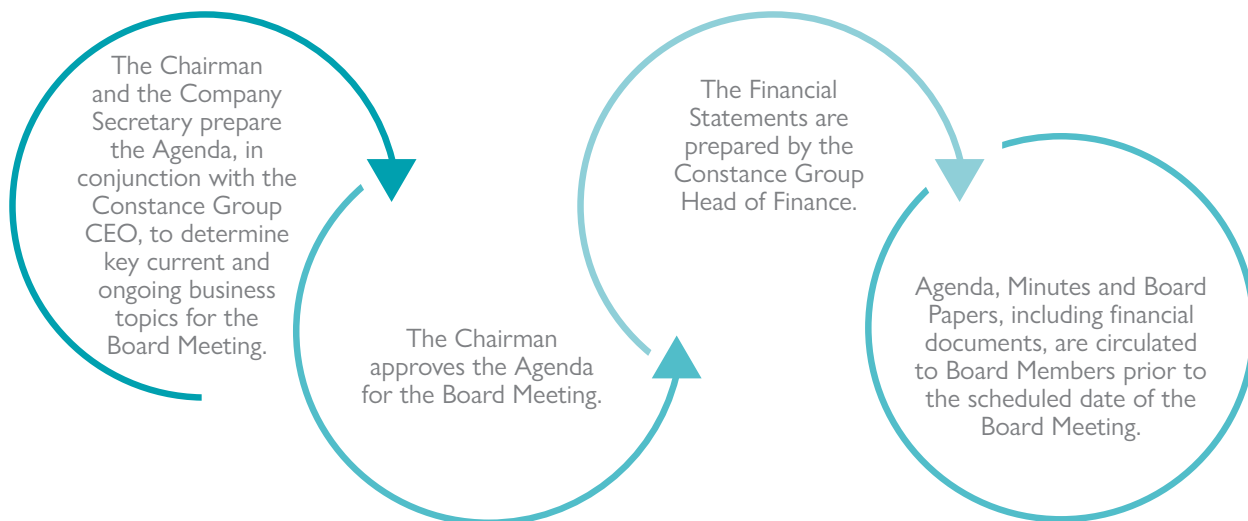 The Chairman
and the Company
Secretary prepare
the Agenda, in
conjunction with the
Constance Group
CEO, to determine
key current and
ongoing business
topics for the
Board Meeting.
The Chairman
approves the Agenda
for the Board Meeting.
The Financial
Statements are
prepared by the
Constance Group
Head of Finance.
Agenda, Minutes and Board
Papers, including financial
documents, are circulated
to Board Members prior to
the scheduled date of the
Board Meeting.